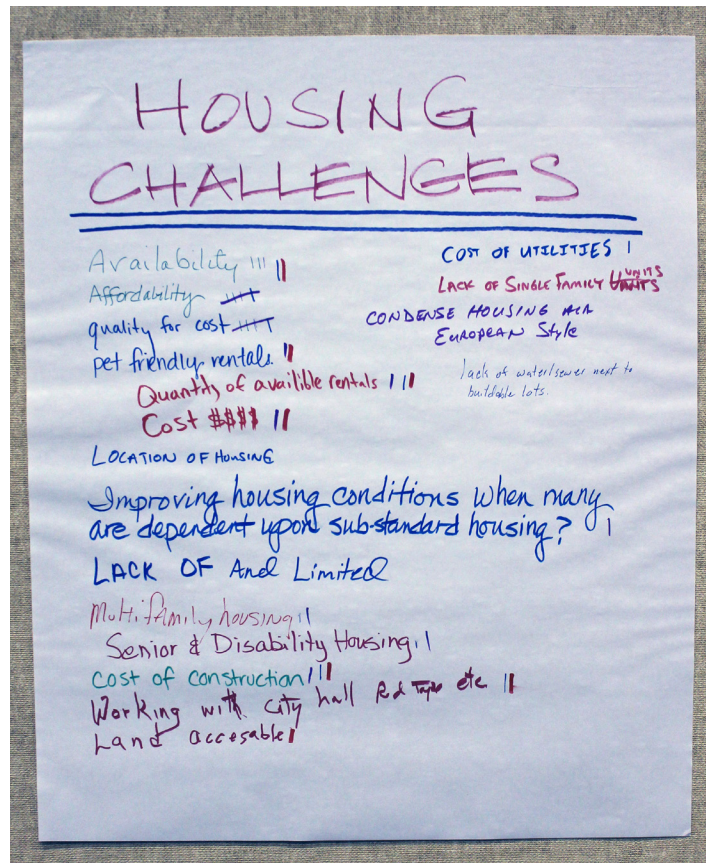 HOUSING
CHALLENGES
Availability
Affordability
quality for cost
pet friendly rentals
Quantity of availible rentals
Cost $$$$
LOCATION OF HOUSING
COST OF UTILITIES
LACK OF SINGLE FAMILY UNITS
CONDENSE HOUSING
EUROPEAN Style
lack of water/sewer next to
buildable lots.
Improving housing conditions when many
are dependent upon sub-standard housing?
LACK OF And Limited
Multifamily housing
Senior & Disability Housing
Cost of construction
Working with City hall Red Tape etc
Land accesable